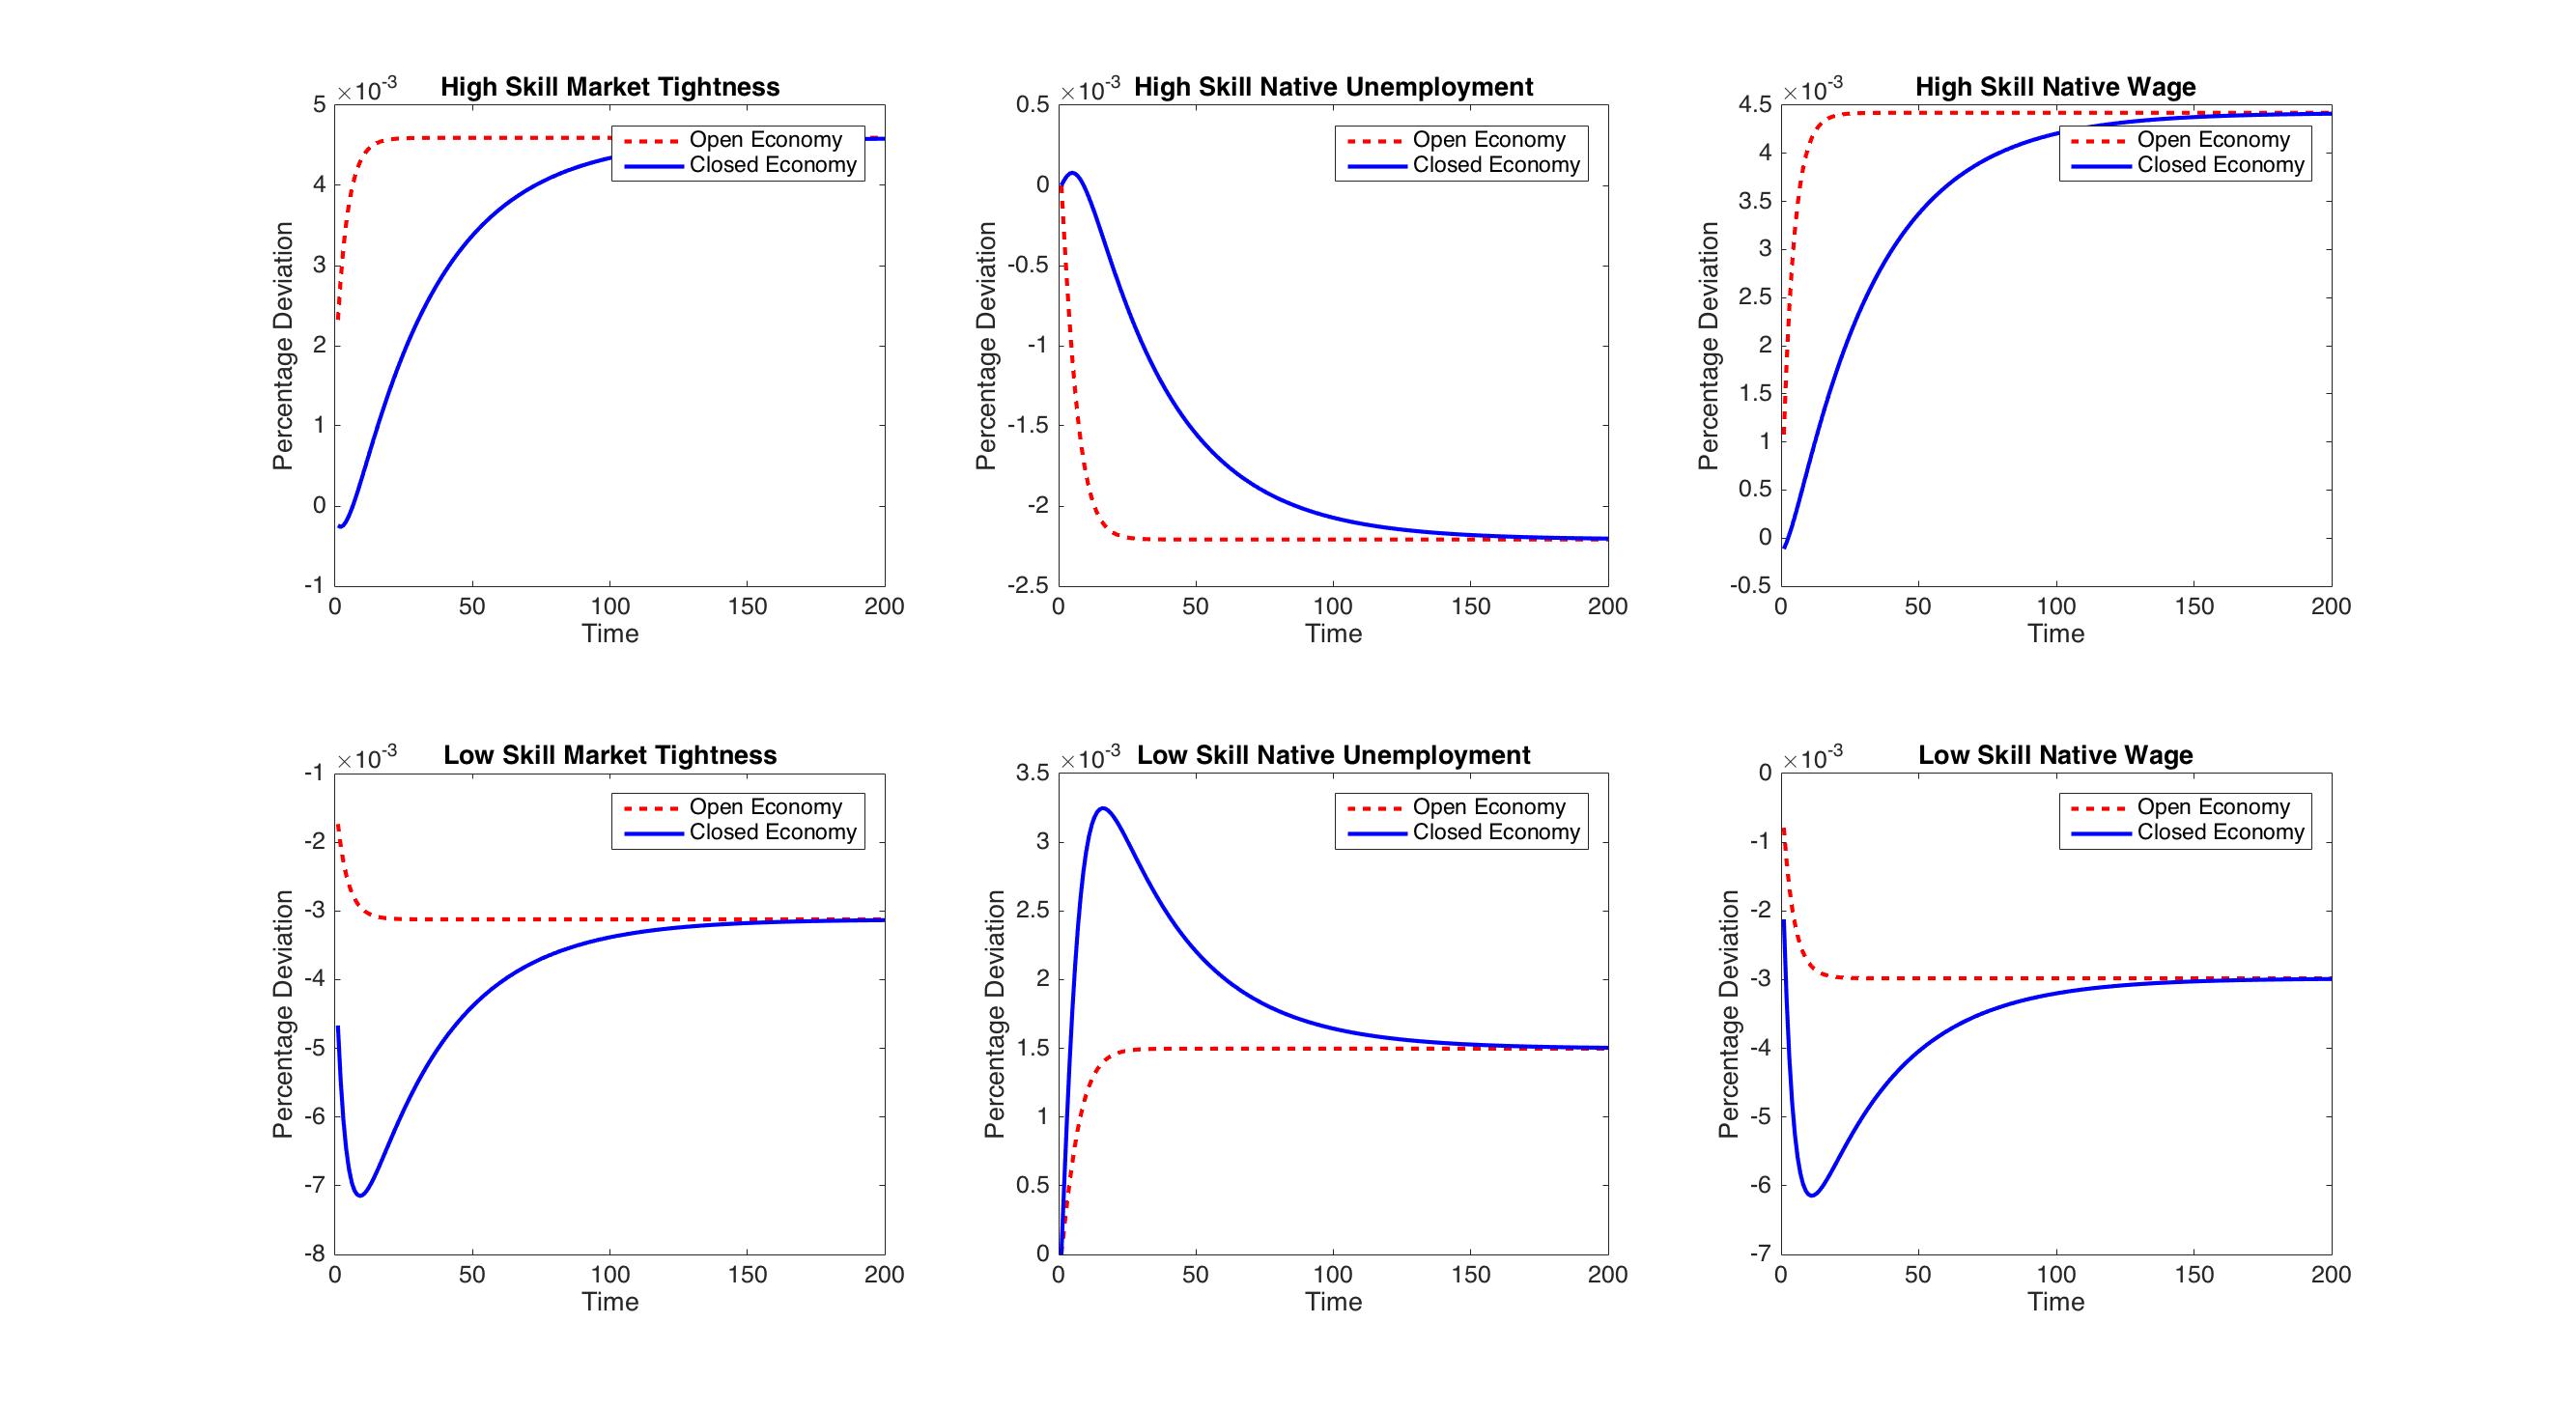 High Skill Market Tightness
×10-3
5
4
3
2
1
0
-1
Percentage Deviation
Open Economy
Closed Economy
0 50 100 150 200
Time
High Skill Native Unemployment
×10-3
0.5
0
-0.5
-1
-1.5
-2
-2.5
Percentage Deviation
Open Economy
Closed Economy
0 50 100 150 200
Time
High Skill Native Wage
×10-3
4.5
4
3.5
3
2.5
2
1.5
1
0.5
0
-0.5
Percentage Deviation
Open Economy
Closed Economy
0 50 100 150 200
Time
Low Skill Market Tightness
×10-3
-1
-2
-3
-4
-5
-6
-7
-8
Percentage Deviation
Open Economy
Closed Economy
0 50 100 150 200
Time
Low Skill Native Unemployment
×10-3
3.5
3
2.5
2
1.5
1
0.5
0
Percentage Deviation
Open Economy
Closed Economy
0 50 100 150 200
Time
Low Skill Native Wage
×10-3
0
-1
-2
-3
-4
-5
-6
-7
Percentage Deviation
Open Economy
Closed Economy
0 50 100 150 200
Time